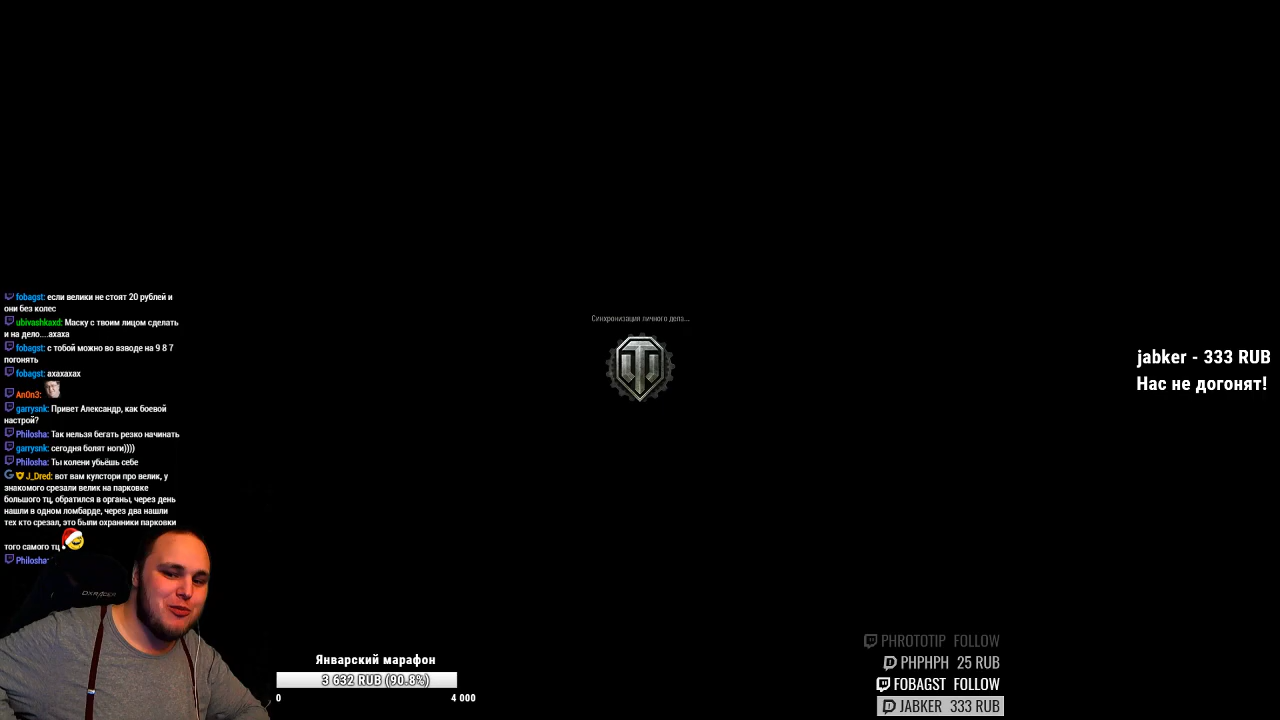 fobagst: если велики не стоят 20 рублей и
они без колес
ubivashkaxd: Маску с твоим лицом сделать
и на дело....ахаха
fobagst: с тобой можно во взводе на 9 8 7
погонять
fobagst: ахахахах
An0n3:
garrysnk: Привет Александр, как боевой
настрой?
Philosha: Так нельзя бегать резко начинать
garrysnk: сегодня болят ноги))))
Philosha: Ты колени убьёшь себе
J_Dred: вот вам кулстори про велик, у
знакомого срезали велик на парковке
большого тц, обратился в органы, через день
нашли в одном ломбарде, через два нашли
тех кто срезал, это были охранники парковки
того самого тц
Philosha:
Синхронизация личного дела...
jabker - 333 RUB
Нас не догонят!
DXRACER
Январский марафон
3 632 RUB (90.8%)
0 4 000
PHROTOTIP FOLLOW
PHPHPH 25 RUB
FOBAGST FOLLOW
JABKER 333 RUB